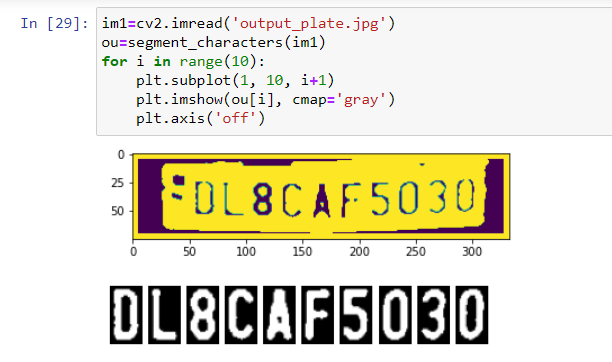 In [29]: im1=cv2.imread('output_plate.jpg')
ou=segment_characters(im1)
for i in range(10):
    plt.subplot(1, 10, i+1)
    plt.imshow(ou[i], cmap='gray')
    plt.axis('off')
0
25
50
DL8CAF5030
0 50 100 150 200 250 300
DL8CAF5030